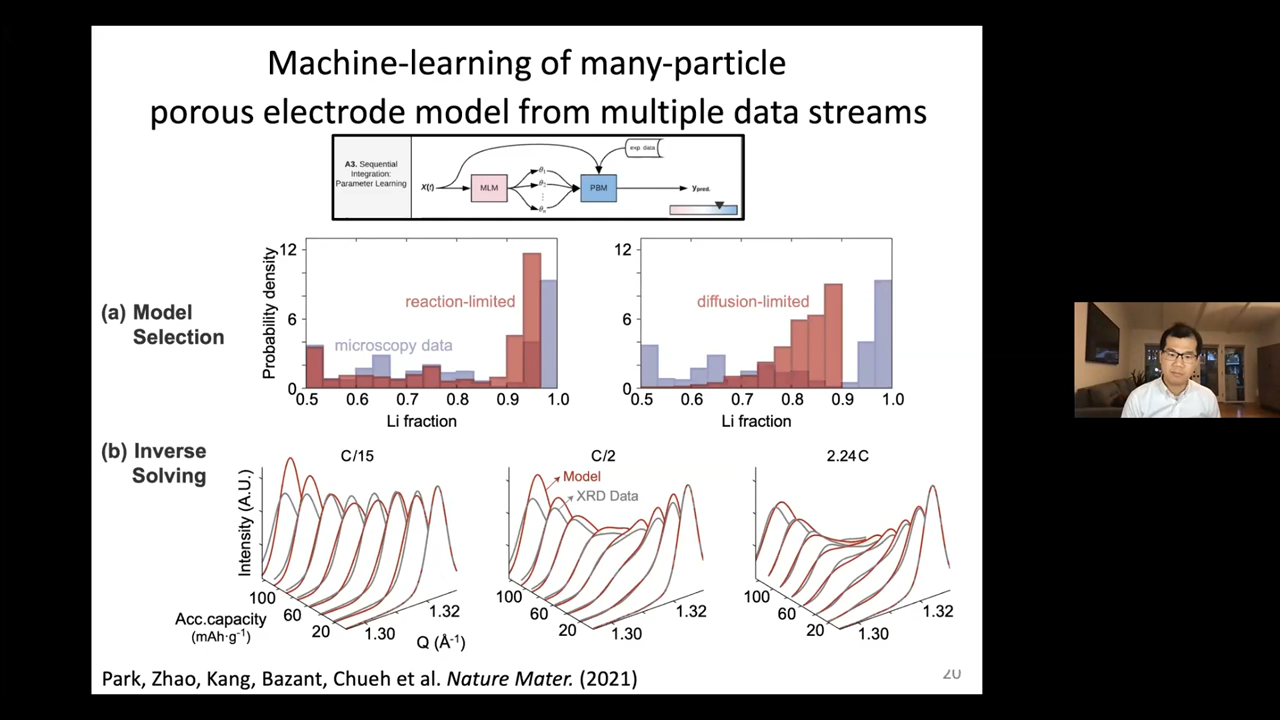 Machine-learning of many-particle
porous electrode model from multiple data streams
A3. Sequential
Integration:
Parameter Learning
X(t)
MLM
θ1
θ2
⋮
θn
PBM
exp. data
ypred.
(a) Model
Selection
Probability density
12
6
0
reaction-limited
microscopy data
0.5 0.6 0.7 0.8 0.9 1.0
Li fraction
12
6
0
diffusion-limited
0.5 0.6 0.7 0.8 0.9 1.0
Li fraction
(b) Inverse
Solving
C/15
Intensity (A.U.)
100
60
20
Acc.capacity
(mAh·g-1)
1.30
1.32
Q (Å-1)
C/2
Model
XRD Data
100
60
20
1.30
1.32
2.24C
100
60
20
1.30
1.32
Park, Zhao, Kang, Bazant, Chueh et al. Nature Mater. (2021)
20